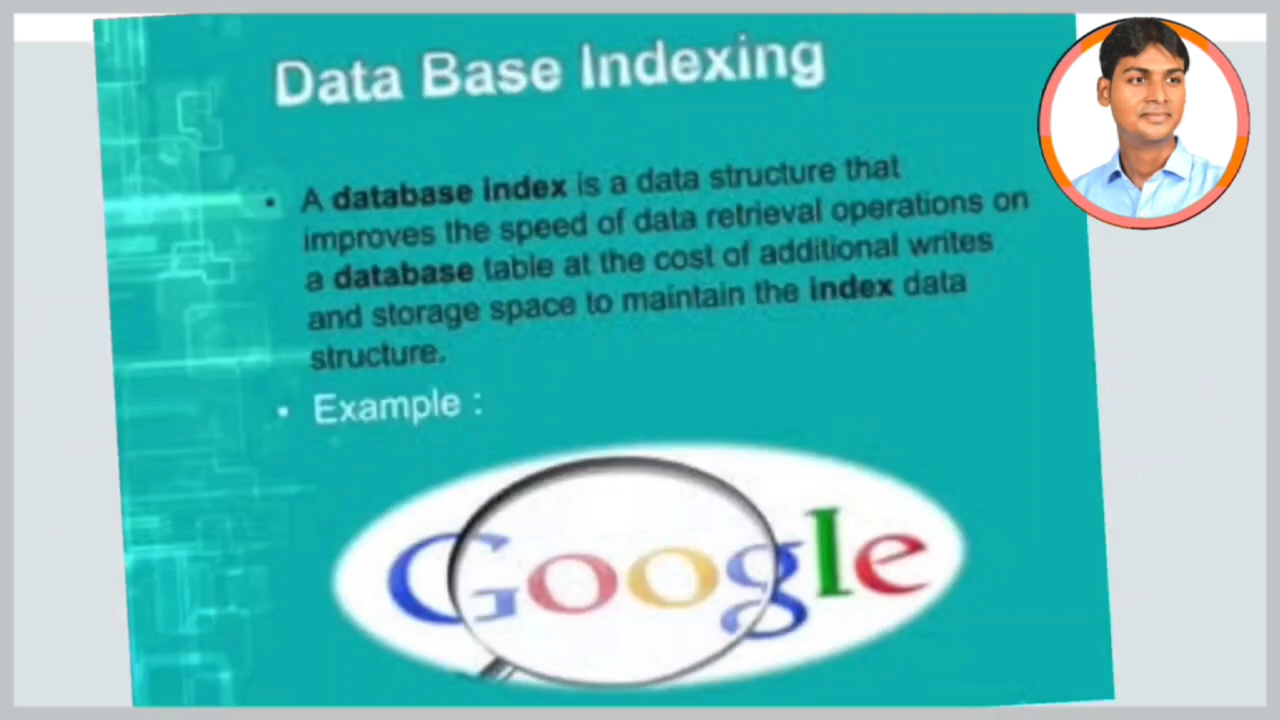 Data Base Indexing
• A database index is a data structure that
improves the speed of data retrieval operations on
a database table at the cost of additional writes
and storage space to maintain the index data
structure.
• Example :
Google